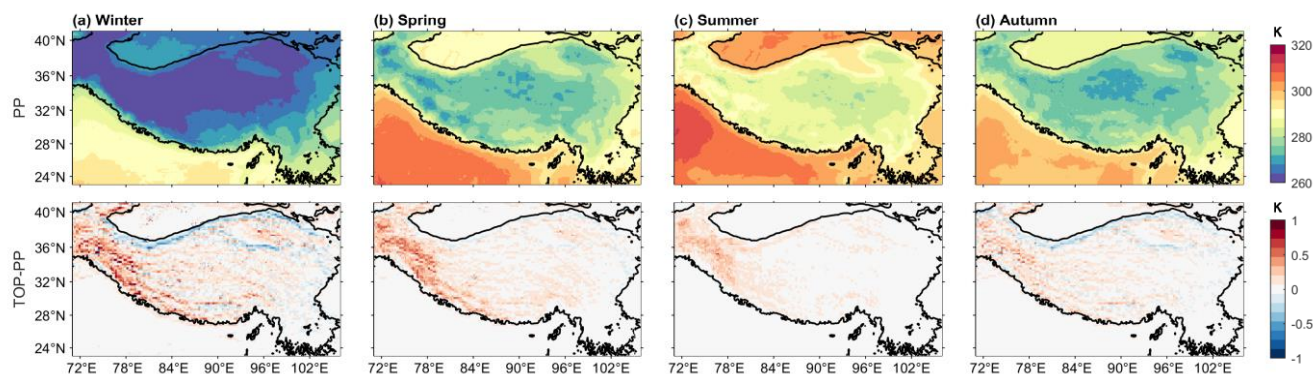 (a) Winter (b) Spring (c) Summer (d) Autumn
K
40°N 320
36°N 310
PP 32°N 300
290
28°N 280
270
24°N 260
K
40°N 1
36°N 0.5
TOP-PP 32°N 0
28°N -0.5
24°N -1
72°E 78°E 84°E 90°E 96°E 102°E 72°E 78°E 84°E 90°E 96°E 102°E 72°E 78°E 84°E 90°E 96°E 102°E 72°E 78°E 84°E 90°E 96°E 102°E